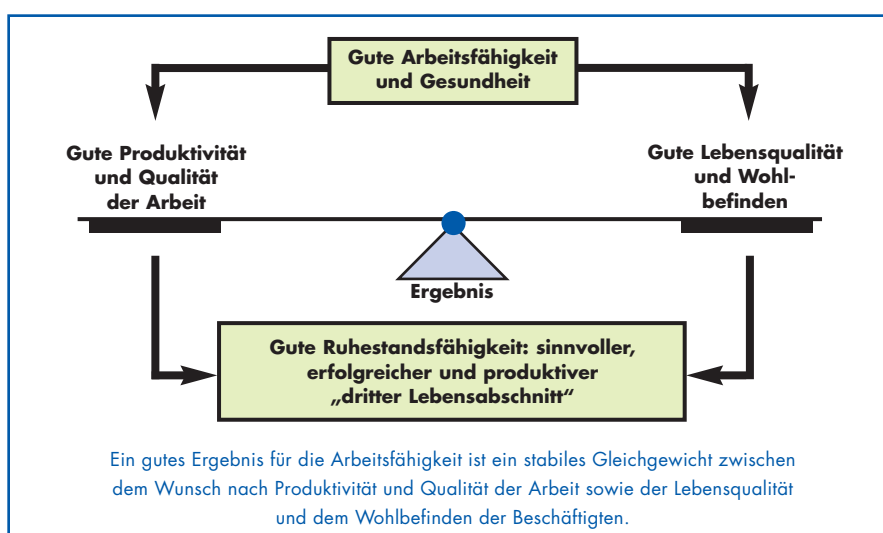 Gute Arbeitsfähigkeit
und Gesundheit
Gute Produktivität
und Qualität
der Arbeit
Gute Lebensqualität
und Wohl-
befinden
Ergebnis
Gute Ruhestandsfähigkeit: sinnvoller,
erfolgreicher und produktiver
„dritter Lebensabschnitt“
Ein gutes Ergebnis für die Arbeitsfähigkeit ist ein stabiles Gleichgewicht zwischen
dem Wunsch nach Produktivität und Qualität der Arbeit sowie der Lebensqualität
und dem Wohlbefinden der Beschäftigten.